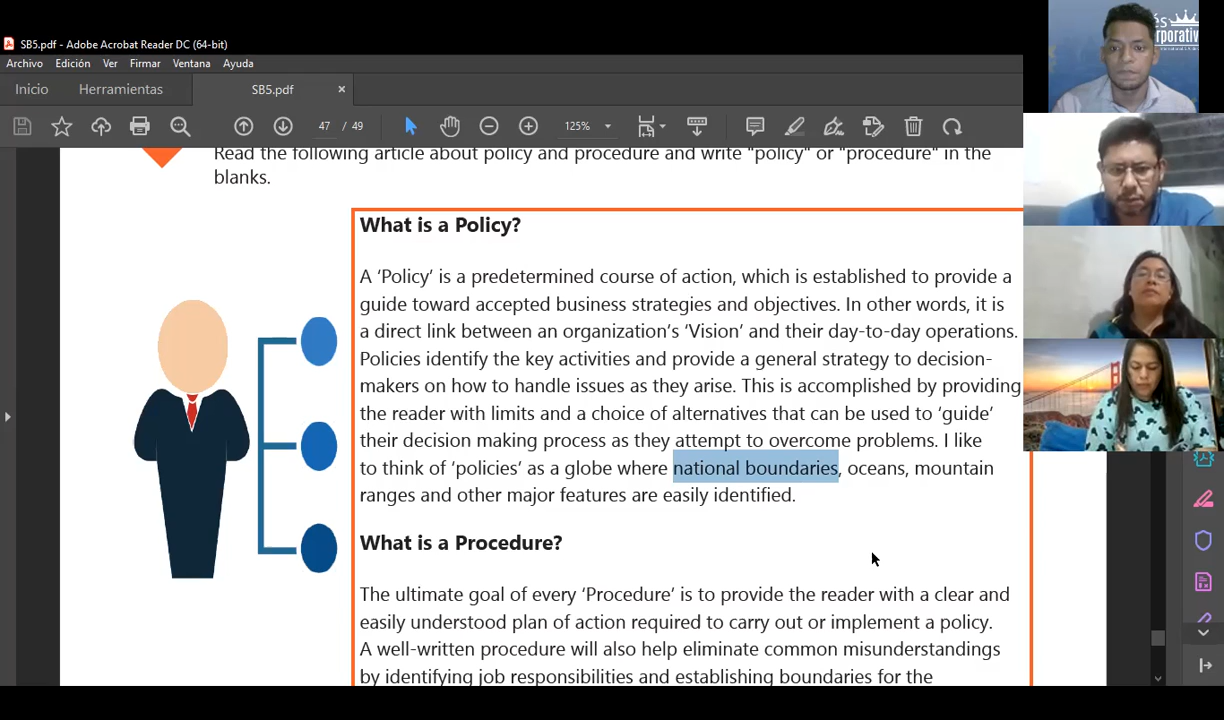 SB5.pdf - Adobe Acrobat Reader DC (64-bit)
Archivo Edición Ver Firmar Ventana Ayuda
Inicio Herramientas SB5.pdf ×
47 / 49 125%
Read the following article about policy and procedure and write "policy" or "procedure" in the
blanks.
What is a Policy?
A ‘Policy’ is a predetermined course of action, which is established to provide a
guide toward accepted business strategies and objectives. In other words, it is
a direct link between an organization’s ‘Vision’ and their day-to-day operations.
Policies identify the key activities and provide a general strategy to decision-
makers on how to handle issues as they arise. This is accomplished by providing
the reader with limits and a choice of alternatives that can be used to ‘guide‘
their decision making process as they attempt to overcome problems. I like
to think of ‘policies’ as a globe where national boundaries, oceans, mountain
ranges and other major features are easily identified.
What is a Procedure?
The ultimate goal of every ‘Procedure’ is to provide the reader with a clear and
easily understood plan of action required to carry out or implement a policy.
A well-written procedure will also help eliminate common misunderstandings
by identifying job responsibilities and establishing boundaries for the